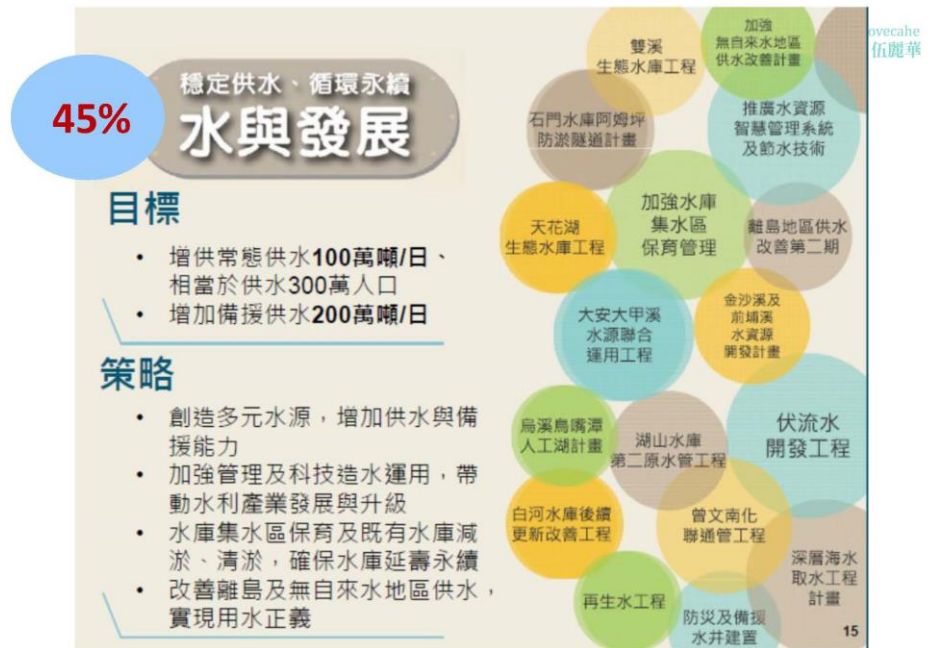 45%
穩定供水、循環永續
水與發展
目標
• 增供常態供水100萬噸/日、
相當於供水300萬人口
• 增加備援供水200萬噸/日
策略
• 創造多元水源，增加供水與備
援能力
• 加強管理及科技造水運用，帶
動水利產業發展與升級
• 水庫集水區保育及既有水庫減
淤、清淤，確保水庫延壽永續
• 改善離島及無自來水地區供水，
實現用水正義
雙溪
生態水庫工程
加強
無自來水地區
供水改善計畫
石門水庫阿姆坪
防淤隧道計畫
推廣水資源
智慧管理系統
及節水技術
加強水庫
集水區
保育管理
天花湖
生態水庫工程
離島地區供水
改善第二期
大安大甲溪
水源聯合
運用工程
金沙溪及
前埔溪
水資源
開發計畫
烏溪鳥嘴潭
人工湖計畫
湖山水庫
第二原水管工程
伏流水
開發工程
白河水庫後續
更新改善工程
曾文南化
聯通管工程
深層海水
取水工程
計畫
再生水工程
防災及備援
水井建置
15
ovecahe
伍麗華